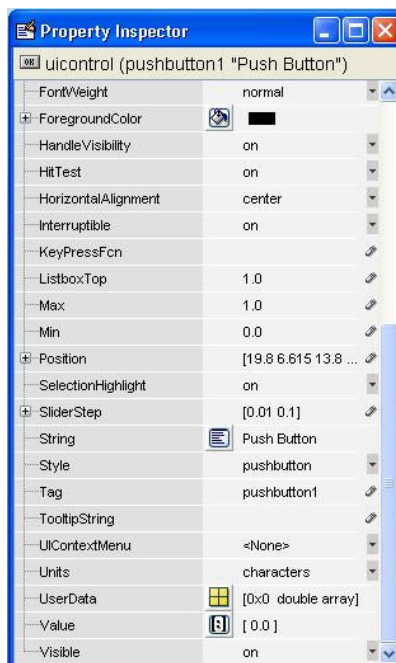 Property Inspector
OK uicontrol (pushbutton1 "Push Button")
FontWeight normal
ForegroundColor
HandleVisibility on
HitTest on
HorizontalAlignment center
Interruptible on
KeyPressFcn
ListboxTop 1.0
Max 1.0
Min 0.0
Position [19.8 6.615 13.8 ...
SelectionHighlight on
SliderStep [0.01 0.1]
String Push Button
Style pushbutton
Tag pushbutton1
TooltipString
UIContextMenu <None>
Units characters
UserData [0x0 double array]
Value [ 0.0 ]
Visible on